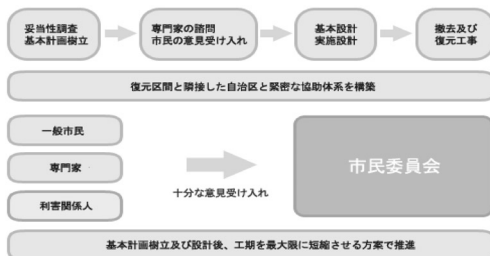 妥当性調査
基本計画樹立
専門家の諮問
市民の意見受け入れ
基本設計
実施設計
撤去及び
復元工事
復元区間と隣接した自治区と緊密な協助体系を構築
一般市民
専門家
利害関係人
十分な意見受け入れ
市民委員会
基本計画樹立及び設計後、工期を最大限に短縮させる方案で推進